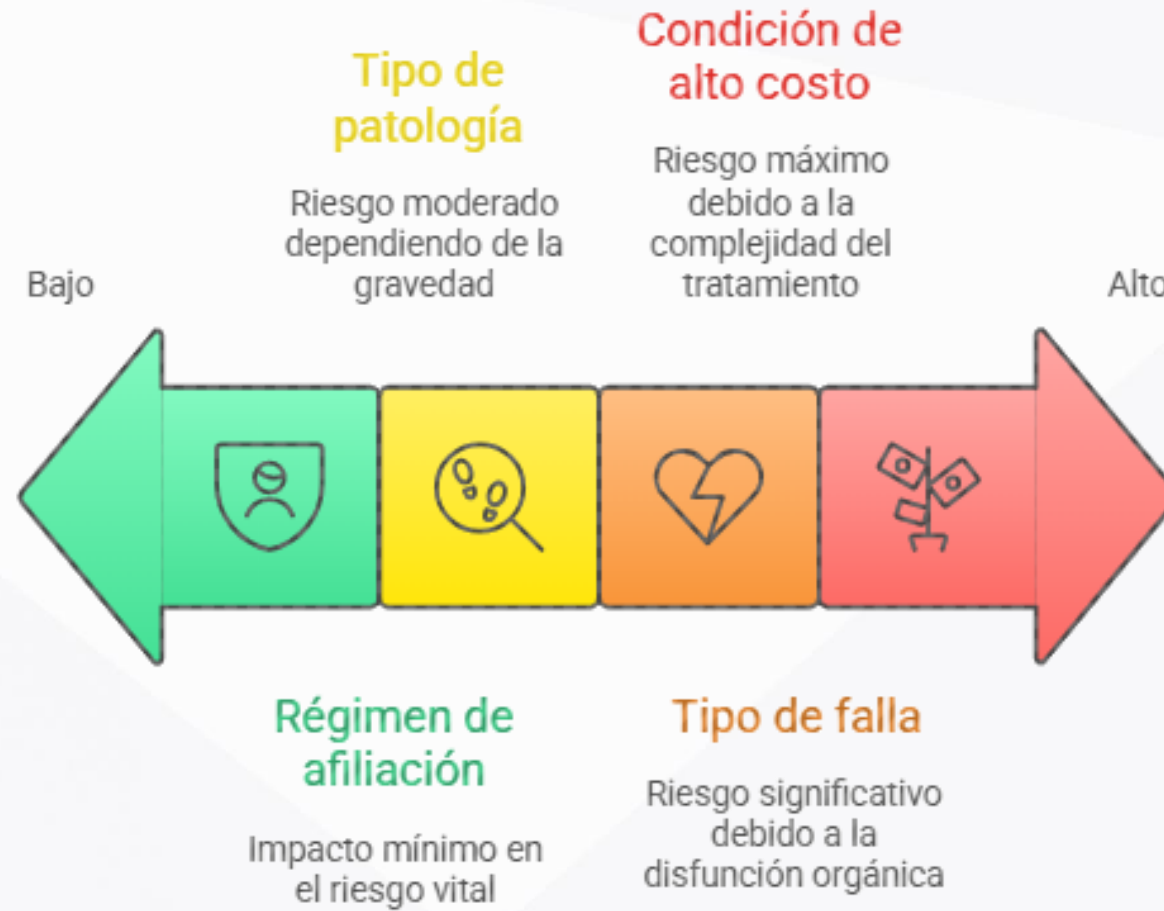 Condición de
alto costo
Tipo de
patología
Riesgo máximo
debido a la
complejidad del
tratamiento
Riesgo moderado
dependiendo de la
gravedad
Bajo
Alto
Régimen de
afiliación
Tipo de falla
Impacto mínimo en
el riesgo vital
Riesgo significativo
debido a la
disfunción orgánica